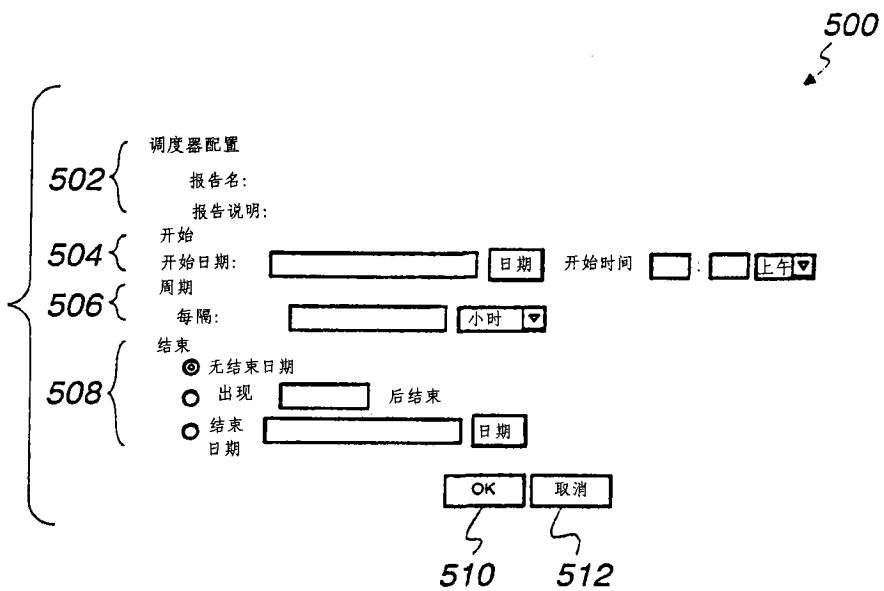 500
调度器配置
502
报告名:
报告说明:
开始
504
开始日期: 日期 开始时间 : 上午
周期
506
每隔: 小时
结束
无结束日期
508
出现 后结束
结束日期 日期
OK 取消
510 512